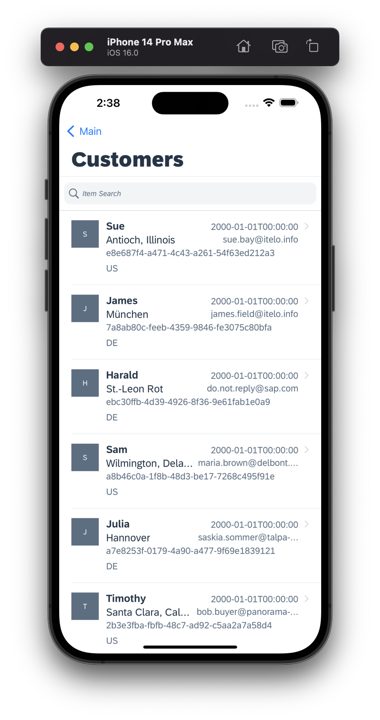 iPhone 14 Pro Max
iOS 16.0
2:38
Main
Customers
Item Search
S
Sue 2000-01-01T00:00:00
Antioch, Illinois sue.bay@itelo.info
e8e687f4-a471-4c43-a261-54f63ed212a3
US
J
James 2000-01-01T00:00:00
München james.field@itelo.info
7a8ab80c-feeb-4359-9846-fe3075c80bfa
DE
H
Harald 2000-01-01T00:00:00
St.-Leon Rot do.not.reply@sap.com
ebc30ffb-4d39-4926-8f36-9e61fab1e0a9
DE
S
Sam 2000-01-01T00:00:00
Wilmington, Dela... maria.brown@delbont....
a8b46c0a-1f8b-48d3-be17-7268c495f91e
US
J
Julia 2000-01-01T00:00:00
Hannover saskia.sommer@talpa-...
a7e8253f-0179-4a90-a477-9f69e1839121
DE
T
Timothy 2000-01-01T00:00:00
Santa Clara, Cal... bob.buyer@panorama-...
2b3e3fba-fbfb-48c7-ad92-c5aa2a7a58d4
US